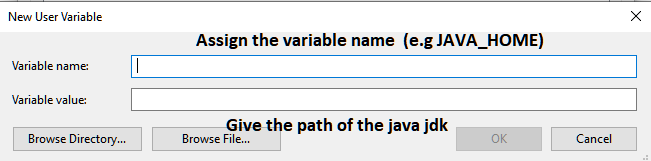 New User Variable
Assign the variable name (e.g JAVA_HOME)
Variable name:
Variable value:
Give the path of the java jdk
Browse Directory... Browse File... OK Cancel